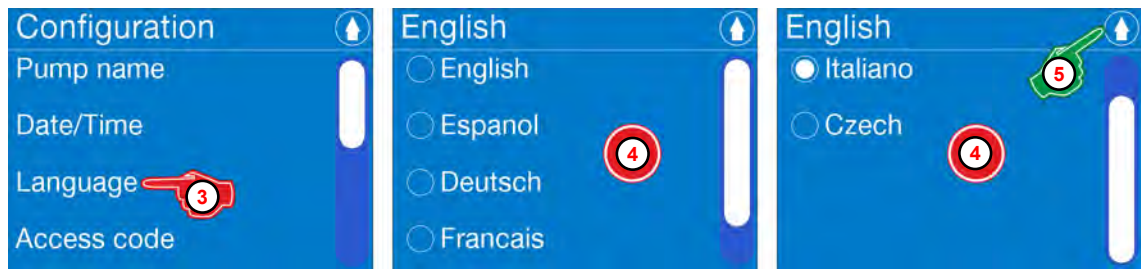 Configuration
Pump name
Date/Time
Language
3
Access code
English
English
Espanol
4
Deutsch
Francais
English
Italiano
5
Czech
4